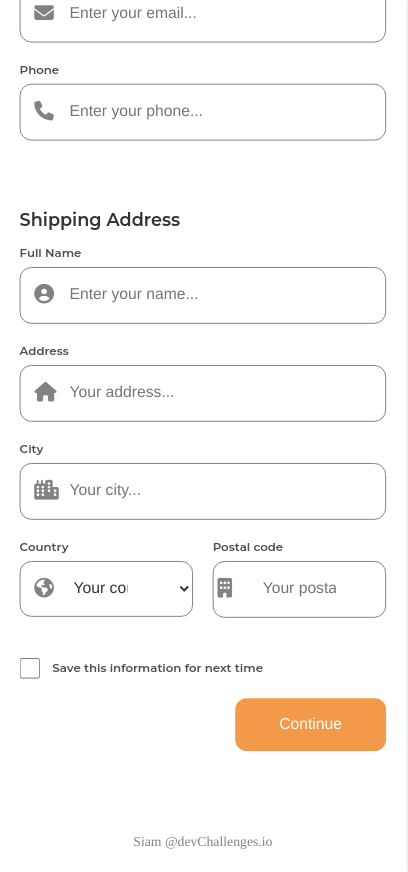 Enter your email...
Phone
Enter your phone...
Shipping Address
Full Name
Enter your name...
Address
Your address...
City
Your city...
Country Postal code
Your cou Your posta
Save this information for next time
Continue
Siam @devChallenges.io